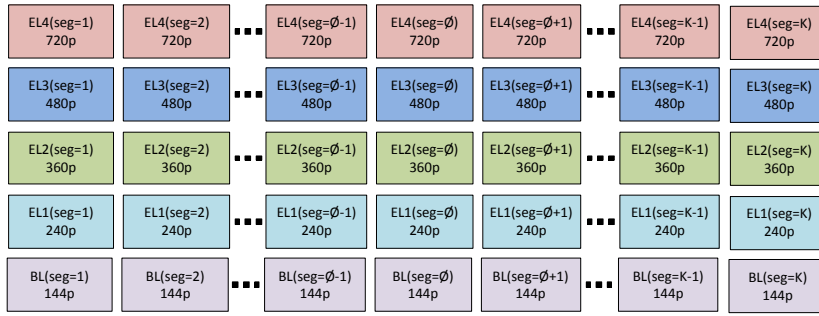 EL4(seg=1) EL4(seg=2) EL4(seg=Ø-1) EL4(seg=Ø) EL4(seg=Ø+1) EL4(seg=K-1) EL4(seg=K)
720p 720p 720p 720p 720p 720p 720p
EL3(seg=1) EL3(seg=2) EL3(seg=Ø-1) EL3(seg=Ø) EL3(seg=Ø+1) EL3(seg=K-1) EL3(seg=K)
480p 480p 480p 480p 480p 480p 480p
EL2(seg=1) EL2(seg=2) EL2(seg=Ø-1) EL2(seg=Ø) EL2(seg=Ø+1) EL2(seg=K-1) EL2(seg=K)
360p 360p 360p 360p 360p 360p 360p
EL1(seg=1) EL1(seg=2) EL1(seg=Ø-1) EL1(seg=Ø) EL1(seg=Ø+1) EL1(seg=K-1) EL1(seg=K)
240p 240p 240p 240p 240p 240p 240p
BL(seg=1) BL(seg=2) BL(seg=Ø-1) BL(seg=Ø) BL(seg=Ø+1) BL(seg=K-1) BL(seg=K)
144p 144p 144p 144p 144p 144p 144p